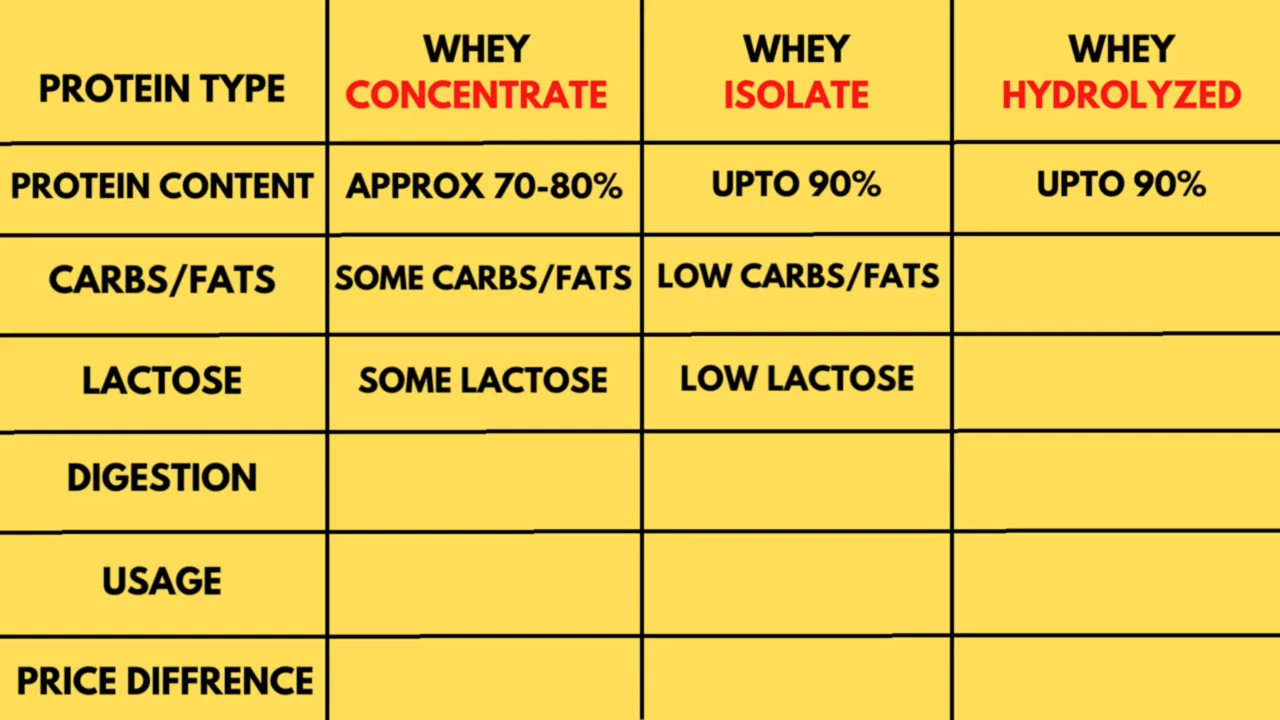 PROTEIN TYPE
WHEY
CONCENTRATE
WHEY
ISOLATE
WHEY
HYDROLYZED
PROTEIN CONTENT
APPROX 70-80%
UPTO 90%
UPTO 90%
CARBS/FATS
SOME CARBS/FATS
LOW CARBS/FATS
LACTOSE
SOME LACTOSE
LOW LACTOSE
DIGESTION
USAGE
PRICE DIFFRENCE